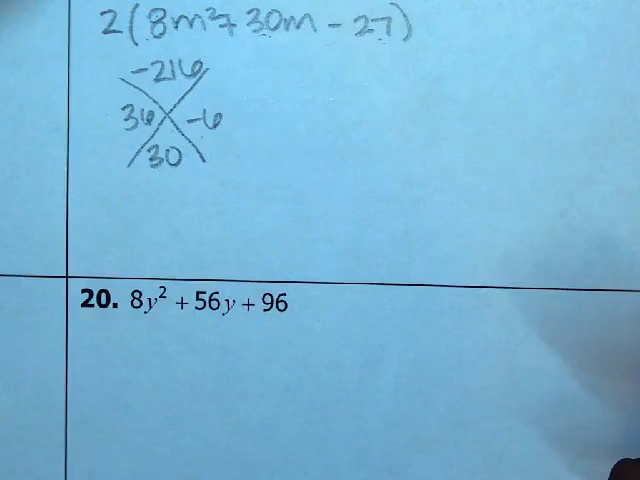 2(8m²+30m-27)
-216
36 -6
30
20. 8y² + 56y + 96